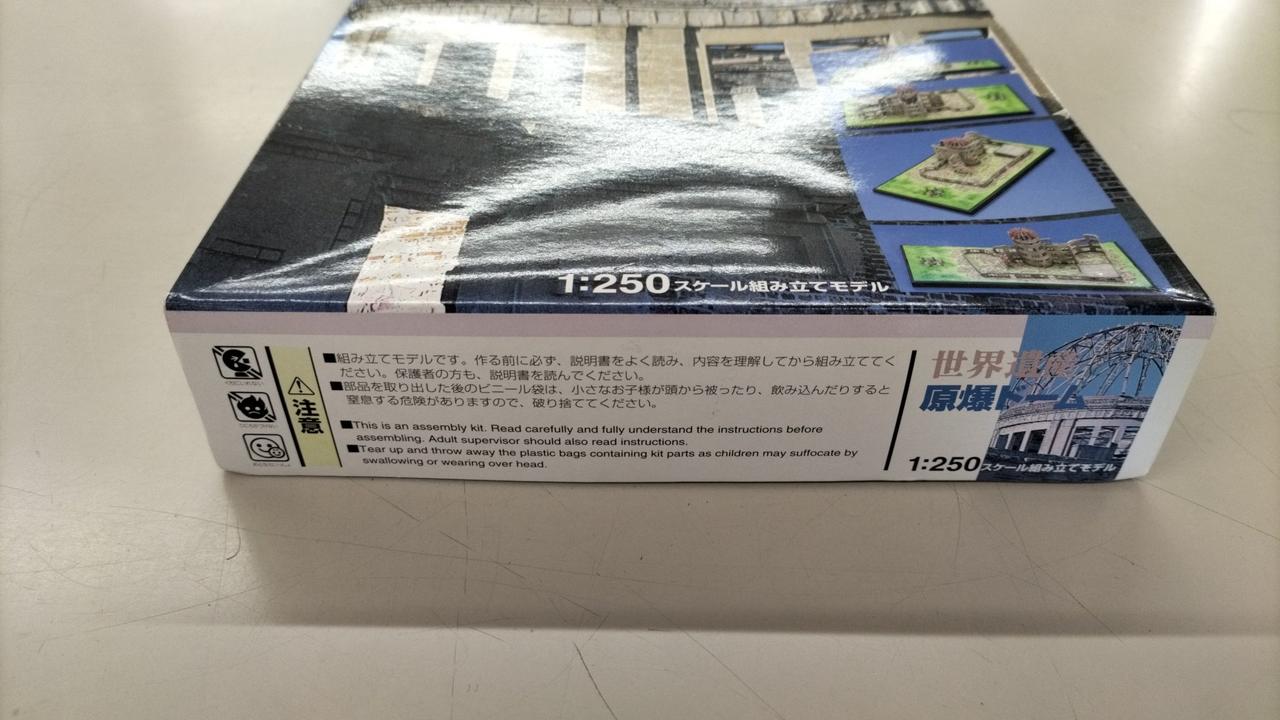 1:250スケール組み立てモデル
注意
■組み立てモデルです。作る前に必ず、説明書をよく読み、内容を理解してから組み立ててく
ださい。保護者の方も、説明書を読んでください。
■部品を取り出した後のビニール袋は、小さなお子様が頭から被ったり、飲み込んだりすると
窒息する危険がありますので、破り捨ててください。
■This is an assembly kit. Read carefully and fully understand the instructions before
assembling. Adult supervisor should also read instructions.
■Tear up and throw away the plastic bags containing kit parts as children may suffocate by
swallowing or wearing over head.
世界遺産
原爆ドーム
1:250スケール組み立てモデル